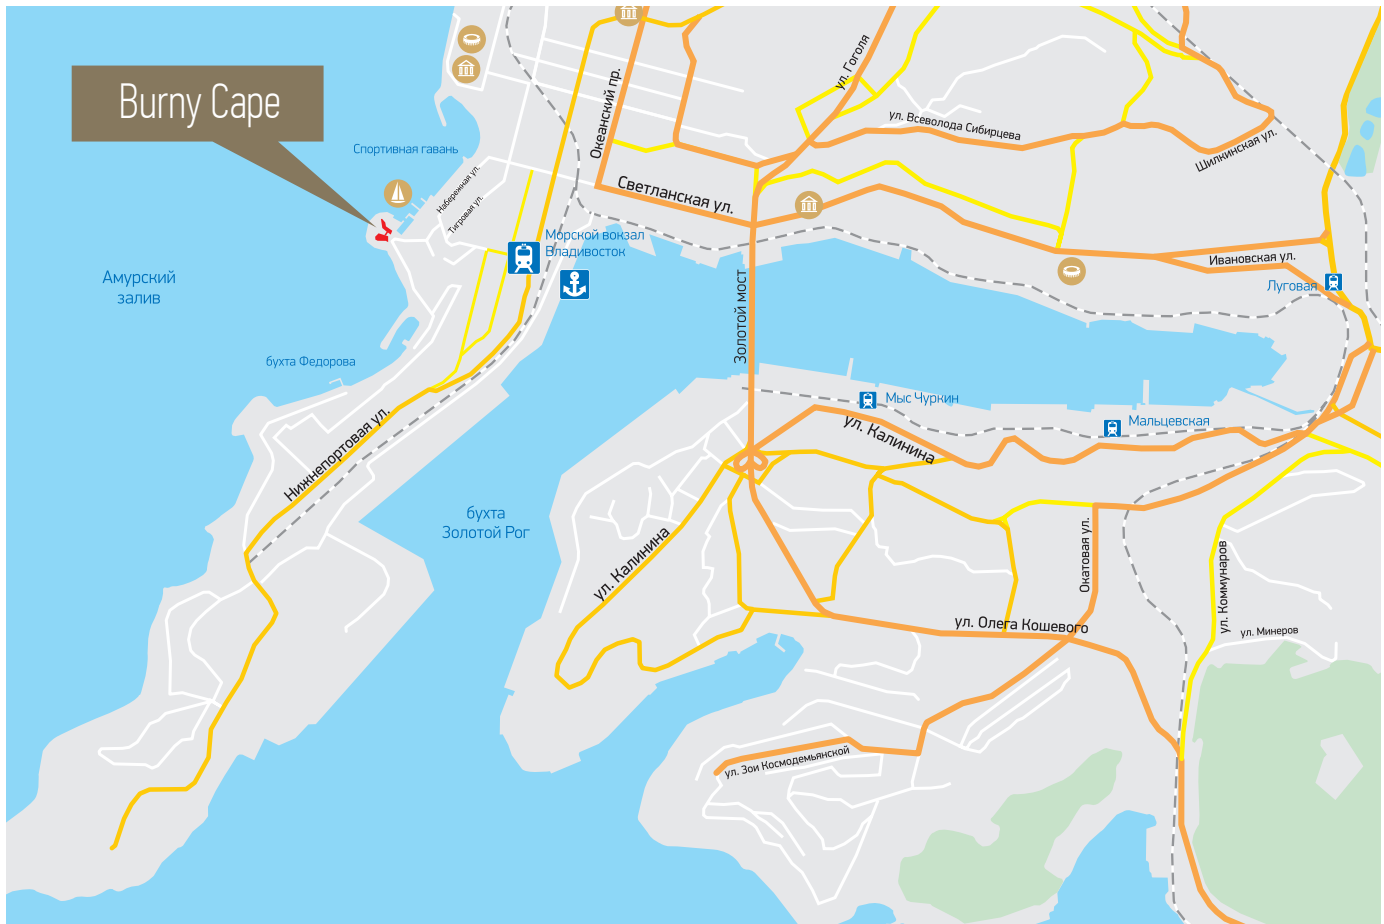 ул. Гоголя
Океанский пр.
Burny Cape
ул. Всеволода Сибирцева
Шилкинская ул.
Спортивная гавань
Набережная ул.
Тигровая ул.
Светланская ул.
Морской вокзал
Владивосток
Ивановская ул.
Луговая
Амурский
залив
Золотой мост
бухта Федорова
Мыс Чуркин
Мальцевская
ул. Калинина
Нижнепортовая ул.
бухта
Золотой Рог
ул. Калинина
Окатовая ул.
ул. Коммунаров
ул. Олега Кошевого
ул. Минеров
ул. Зои Космодемьянской